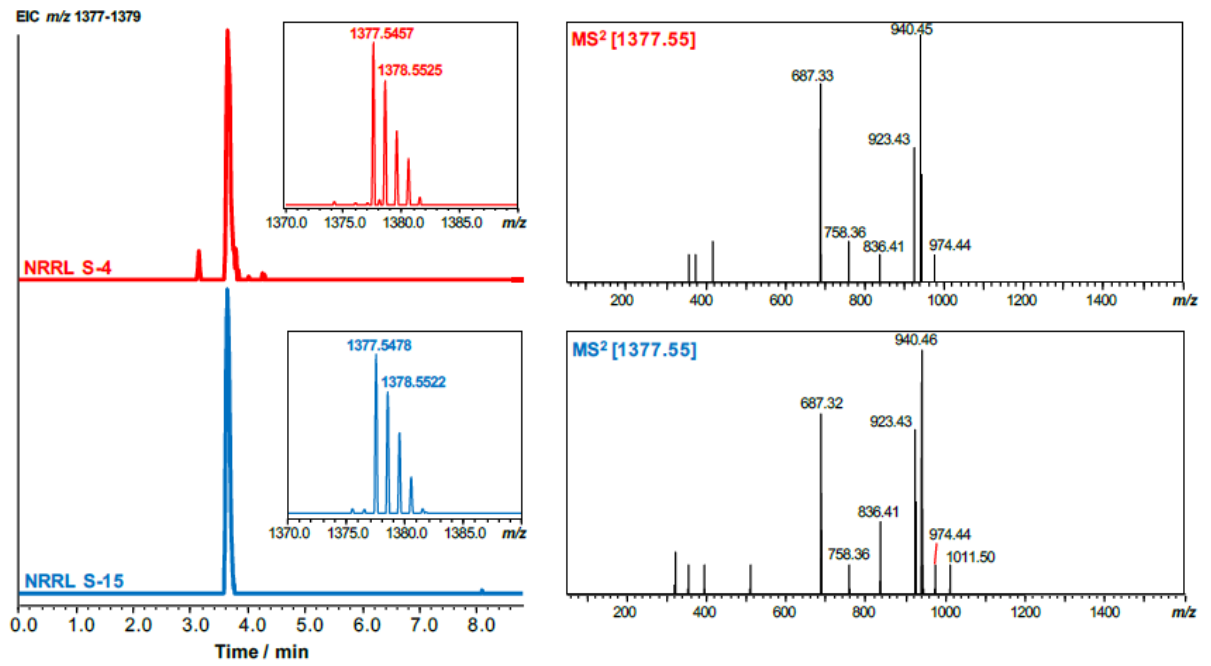 EIC m/z 1377-1379
1377.5457
1378.5525
1370.0 1375.0 1380.0 1385.0 m/z
NRRL S-4
1377.5478
1378.5522
1370.0 1375.0 1380.0 1385.0 m/z
NRRL S-15
0.0 1.0 2.0 3.0 4.0 5.0 6.0 7.0 8.0
Time / min
MS² [1377.55]
940.45
687.33
923.43
758.36
836.41
974.44
200 400 600 800 1000 1200 1400 m/z
MS² [1377.55]
940.46
687.32
923.43
836.41
758.36
974.44
1011.50
200 400 600 800 1000 1200 1400 m/z